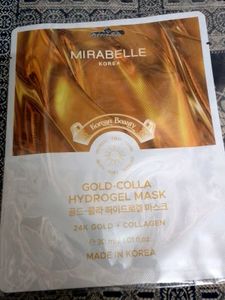 MIRABELLE
KOREA
Korean Beauty
GOLD-COLLA
HYDROGEL MASK
골드-콜라 하이드로겔 마스크
24K GOLD + COLLAGEN
MADE IN KOREA